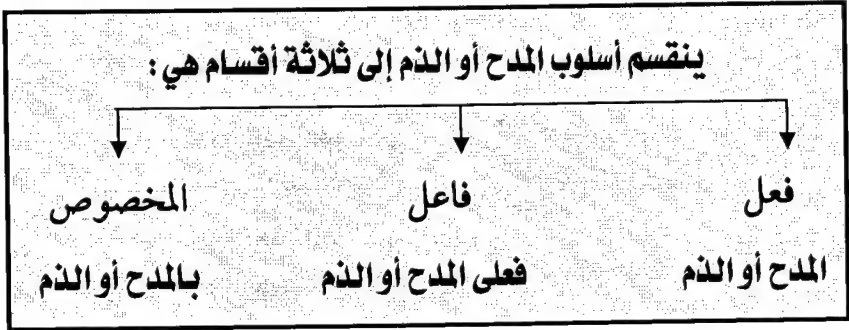 ينقسم أسلوب المدح أو الذم إلى ثلاثة أقسام هي :
فعل
المدح أو الذم
فاعل
فعلى المدح أو الذم
المخصوص
بالمدح أو الذم